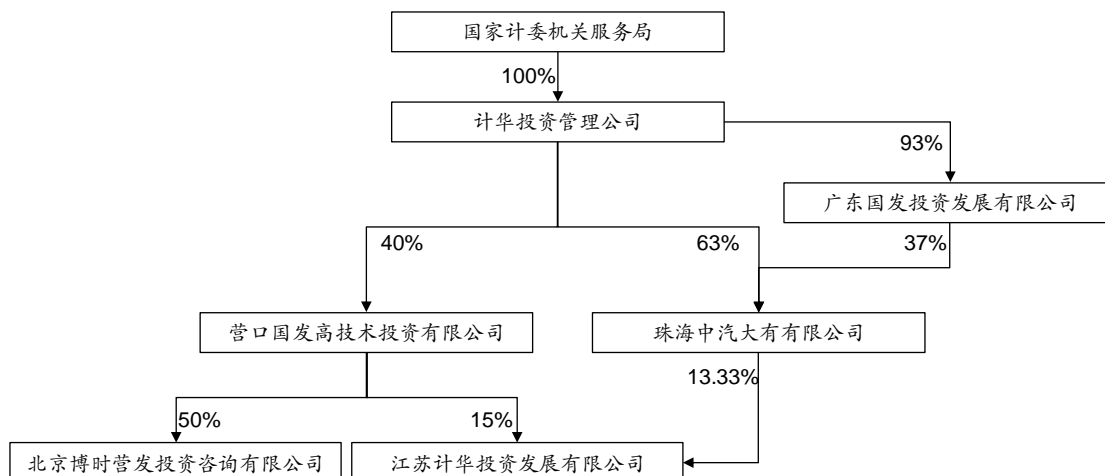 国家计委机关服务局
100%
计华投资管理公司
93%
广东国发投资发展有限公司
40%
63%
37%
营口国发高技术投资有限公司
珠海中汽大有有限公司
13.33%
50%
15%
北京博时营发投资咨询有限公司
江苏计华投资发展有限公司